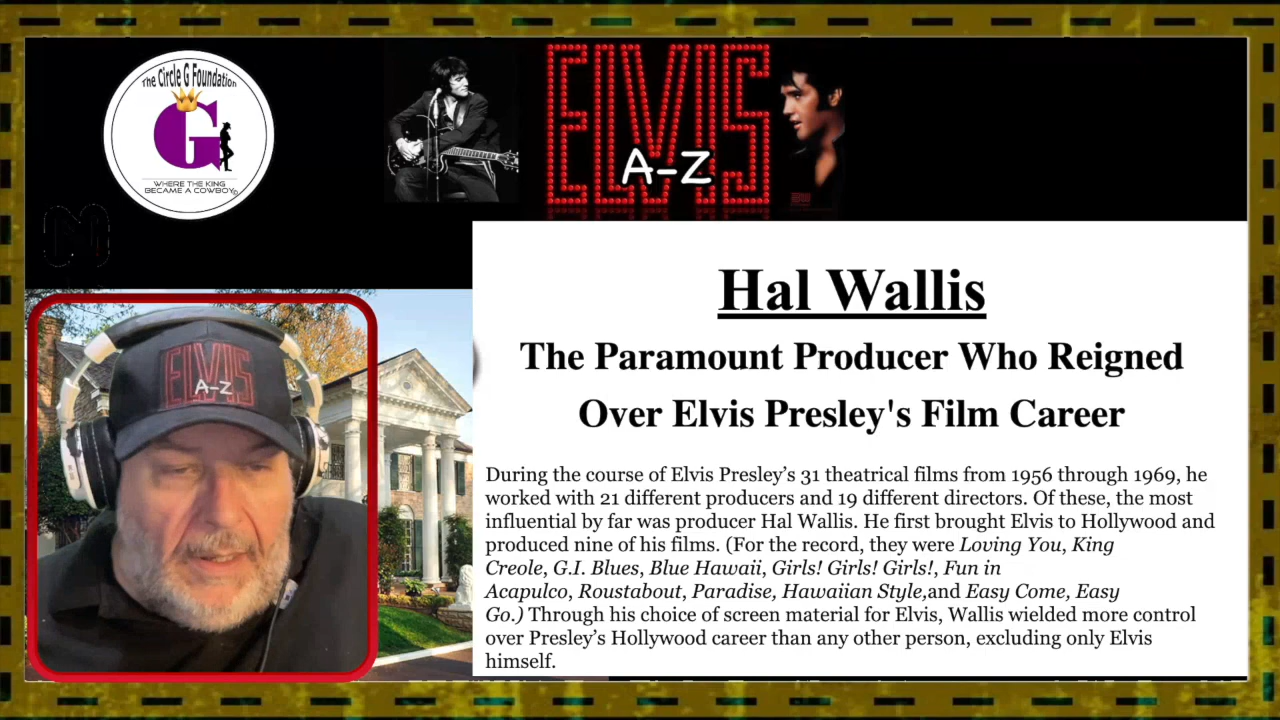 The Circle G Foundation
G
WHERE THE KING
BECAME A COWBOY
ELVIS
A-Z
ELVIS
A-Z
Hal Wallis
The Paramount Producer Who Reigned
Over Elvis Presley's Film Career
During the course of Elvis Presley’s 31 theatrical films from 1956 through 1969, he
worked with 21 different producers and 19 different directors. Of these, the most
influential by far was producer Hal Wallis. He first brought Elvis to Hollywood and
produced nine of his films. (For the record, they were Loving You, King
Creole, G.I. Blues, Blue Hawaii, Girls! Girls! Girls!, Fun in
Acapulco, Roustabout, Paradise, Hawaiian Style,and Easy Come, Easy
Go.) Through his choice of screen material for Elvis, Wallis wielded more control
over Presley’s Hollywood career than any other person, excluding only Elvis
himself.